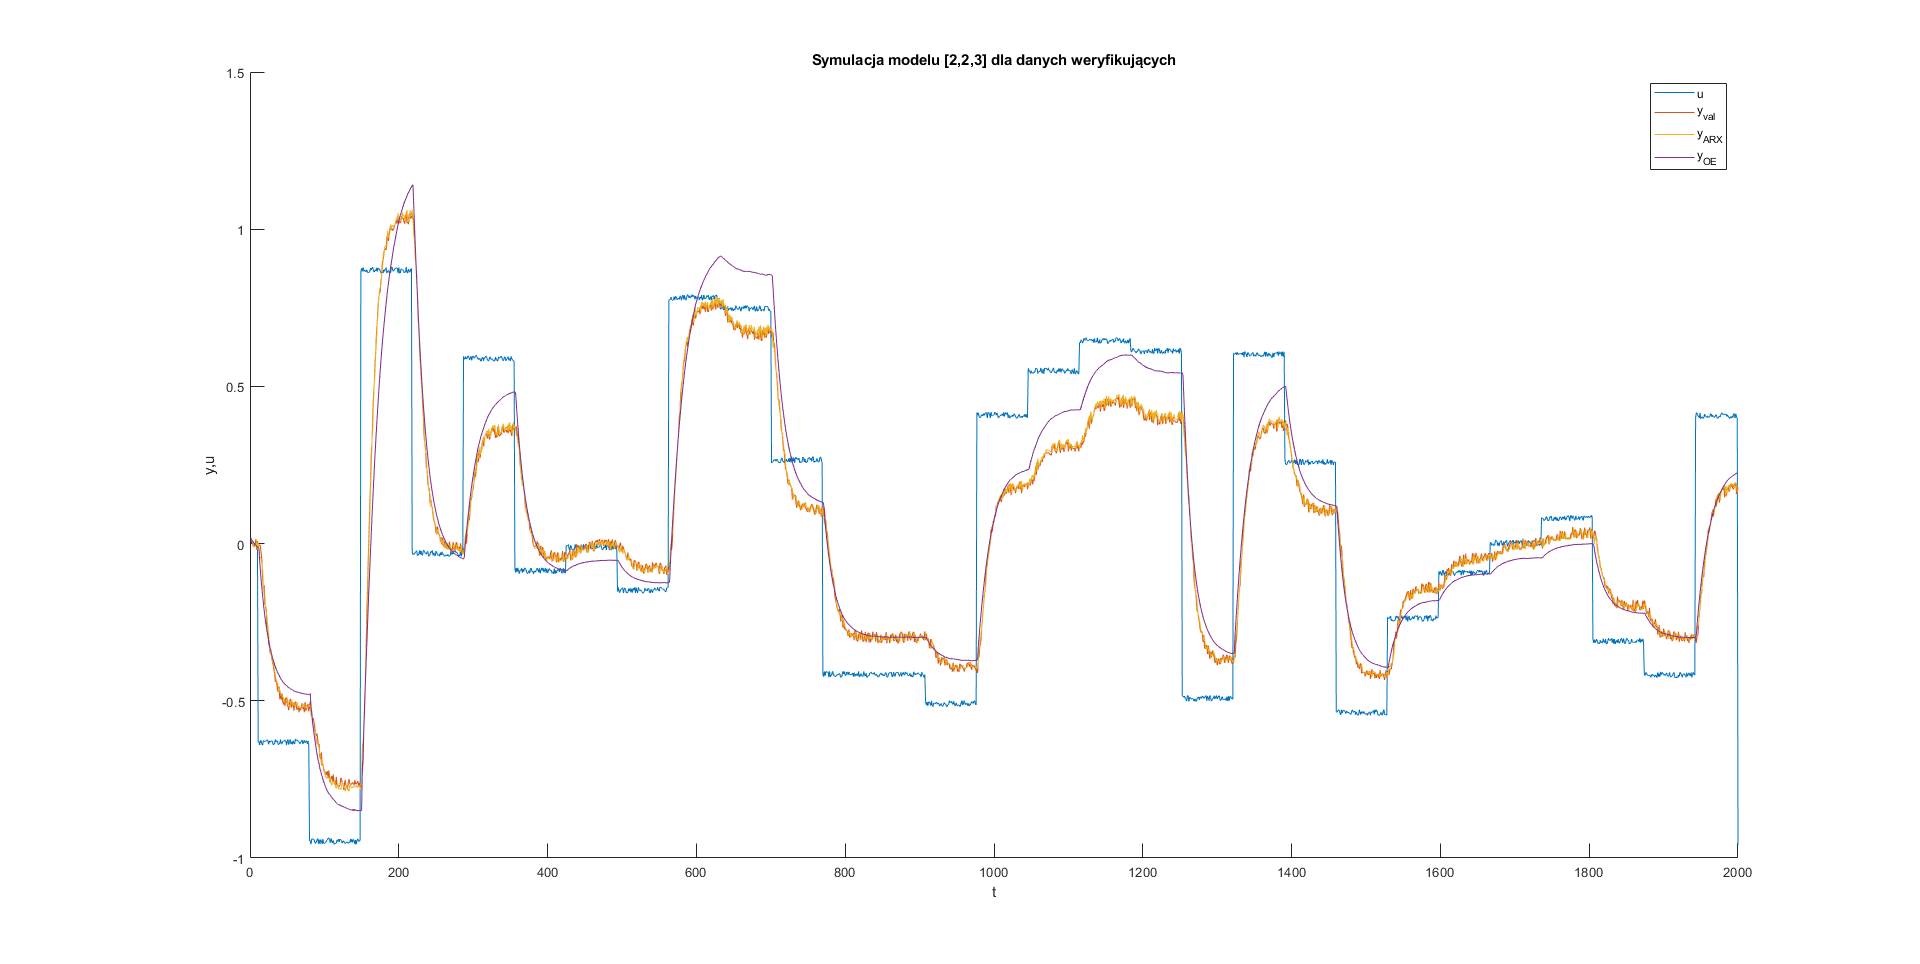 Symulacja modelu [2,2,3] dla danych weryfikujących
1.5
1
0.5
0
-0.5
-1
y,u
0 200 400 600 800 1000 1200 1400 1600 1800 2000
t
u
y_val
y_ARX
y_OE